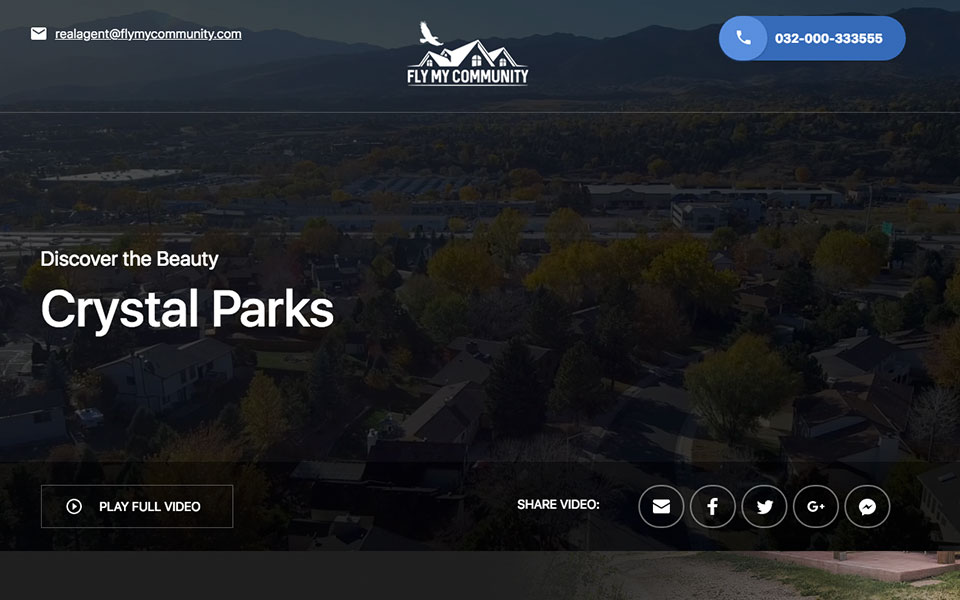 realagent@flymycommunity.com
FLY MY COMMUNITY
032-000-333555
Discover the Beauty
Crystal Parks
PLAY FULL VIDEO
SHARE VIDEO:
f
G+